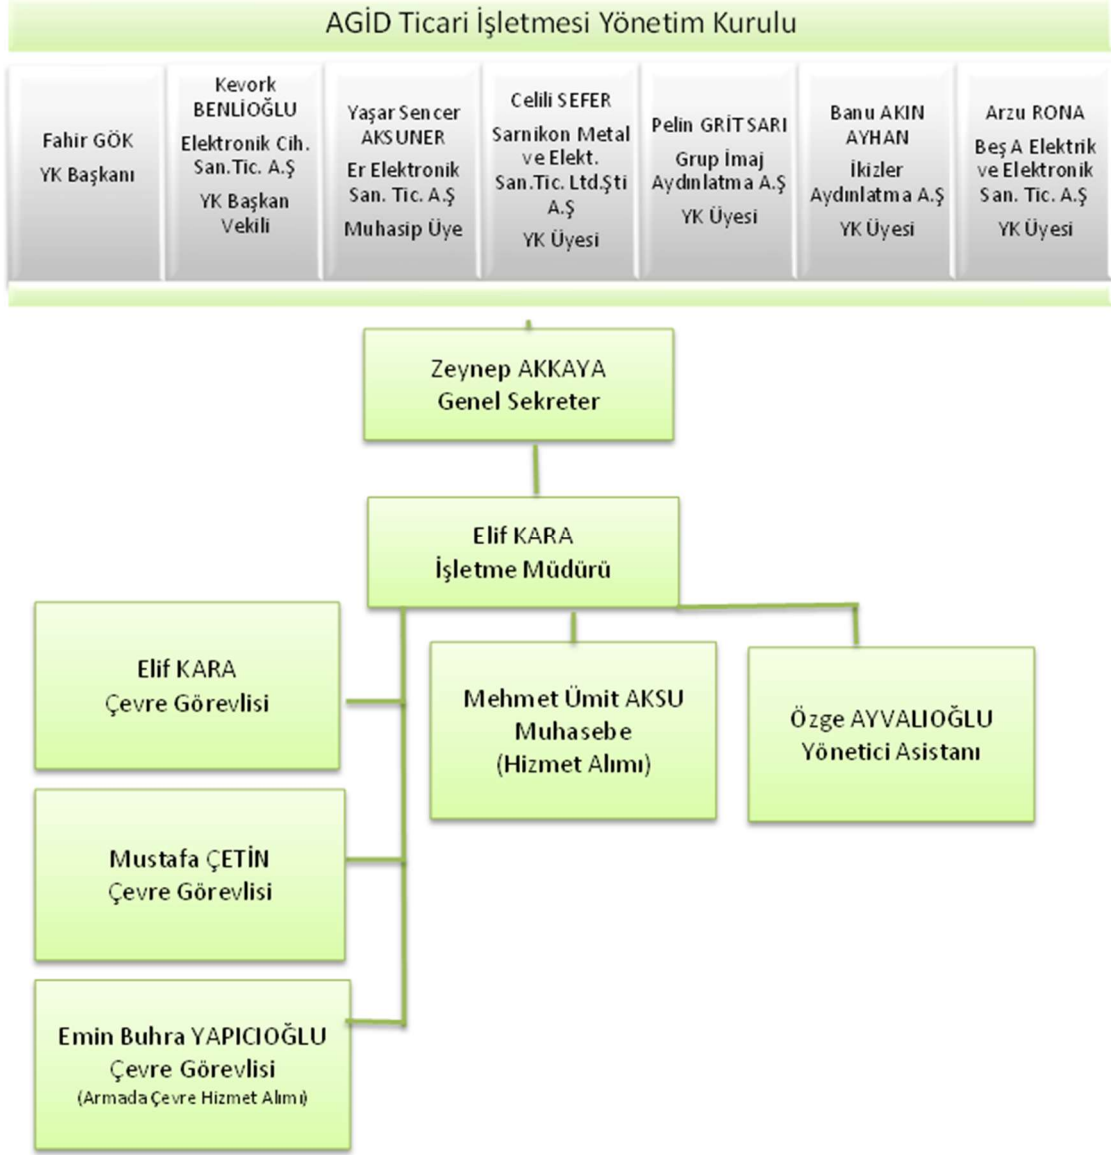 AGİD Ticari İşletmesi Yönetim Kurulu
Fahir GÖK
YK Başkanı
Kevork
BENLİOĞLU
Elektronik Cih.
San.Tic. A.Ş
YK Başkan
Vekili
Yaşar Sencer
AKSUNER
Er Elektronik
San. Tic. A.Ş
Muhasip Üye
Celili SEFER
Sarnikon Metal
ve Elekt.
San.Tic. Ltd.Şti
A.Ş
YK Üyesi
Pelin GRİT SARI
Grup İmaj
Aydınlatma A.Ş
YK Üyesi
Banu AKIN
AYHAN
İkizler
Aydınlatma A.Ş
YK Üyesi
Arzu RONA
Beş A Elektrik
ve Elektronik
San. Tic. A.Ş
YK Üyesi
Zeynep AKKAYA
Genel Sekreter
Elif KARA
İşletme Müdürü
Elif KARA
Çevre Görevlisi
Mehmet Ümit AKSU
Muhasebe
(Hizmet Alımı)
Özge AYVALIOĞLU
Yönetici Asistanı
Mustafa ÇETİN
Çevre Görevlisi
Emin Buhra YAPICIOĞLU
Çevre Görevlisi
(Armada Çevre Hizmet Alımı)